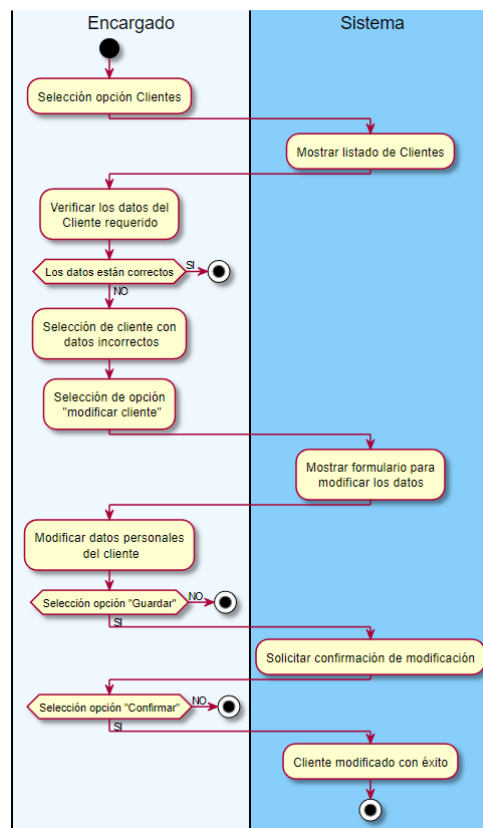 Encargado
Sistema
Selección opción Clientes
Mostrar listado de Clientes
Verificar los datos del
Cliente requerido
Los datos están correctos
SI
NO
Selección de cliente con
datos incorrectos
Selección de opción
"modificar cliente"
Mostrar formulario para
modificar los datos
Modificar datos personales
del cliente
Selección opción "Guardar"
NO
SI
Solicitar confirmación de modificación
Selección opción "Confirmar"
NO
SI
Cliente modificado con éxito